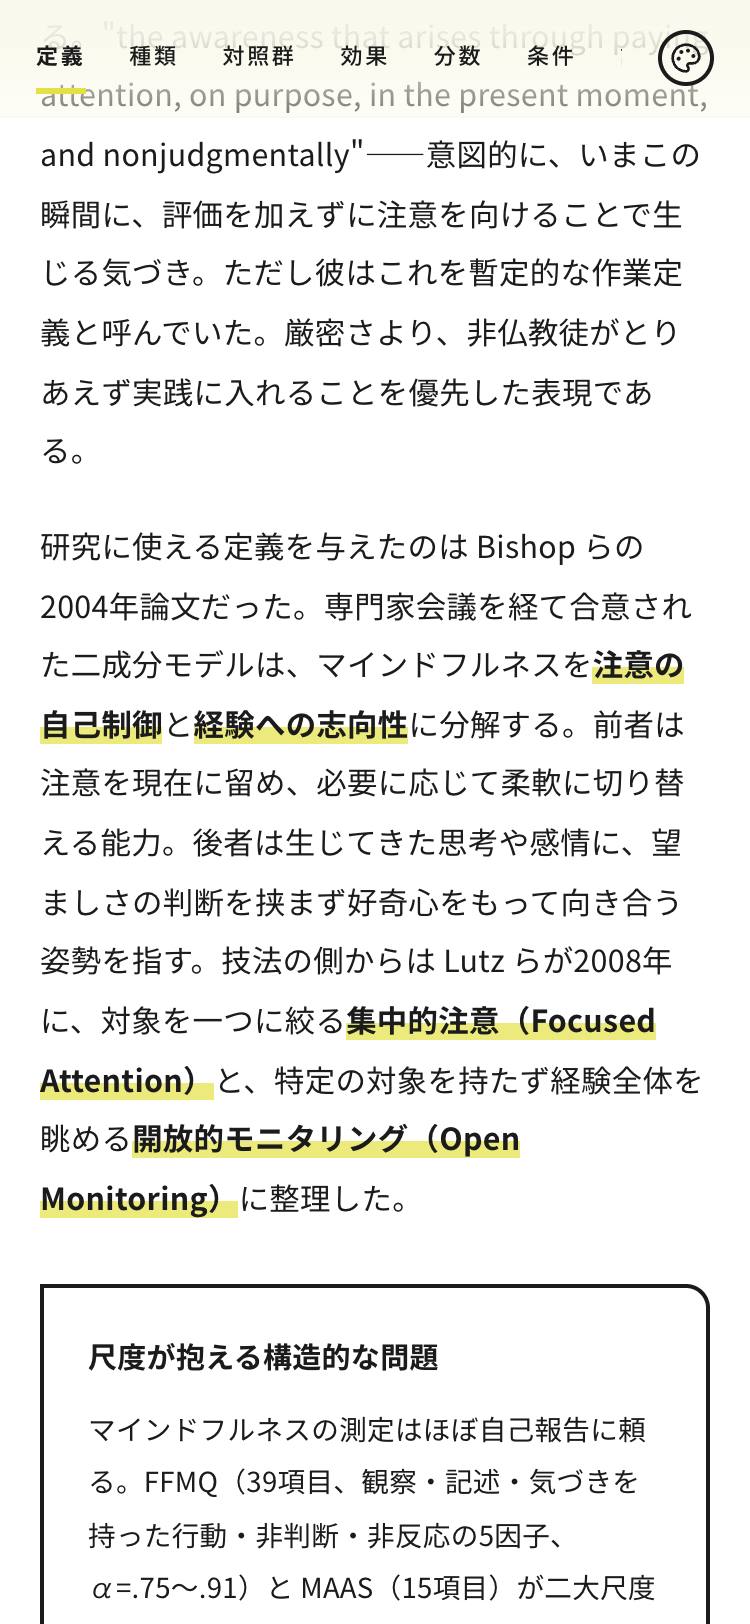 定義 種類 対照群 効果 分数 条件
る。"the awareness that arises through paying
attention, on purpose, in the present moment,
and nonjudgmentally"——意図的に、いまこの
瞬間に、評価を加えずに注意を向けることで生
じる気づき。ただし彼はこれを暫定的な作業定
義と呼んでいた。厳密さより、非仏教徒がとり
あえず実践に入れることを優先した表現であ
る。
研究に使える定義を与えたのは Bishop らの
2004年論文だった。専門家会議を経て合意され
た二成分モデルは、マインドフルネスを注意の
自己制御と経験への志向性に分解する。前者は
注意を現在に留め、必要に応じて柔軟に切り替
える能力。後者は生じてきた思考や感情に、望
ましさの判断を挟まず好奇心をもって向き合う
姿勢を指す。技法の側からは Lutz らが2008年
に、対象を一つに絞る集中的注意（Focused
Attention）と、特定の対象を持たず経験全体を
眺める開放的モニタリング（Open
Monitoring）に整理した。
尺度が抱える構造的な問題
マインドフルネスの測定はほぼ自己報告に頼
る。FFMQ（39項目、観察・記述・気づきを
持った行動・非判断・非反応の5因子、
α=.75〜.91）と MAAS（15項目）が二大尺度